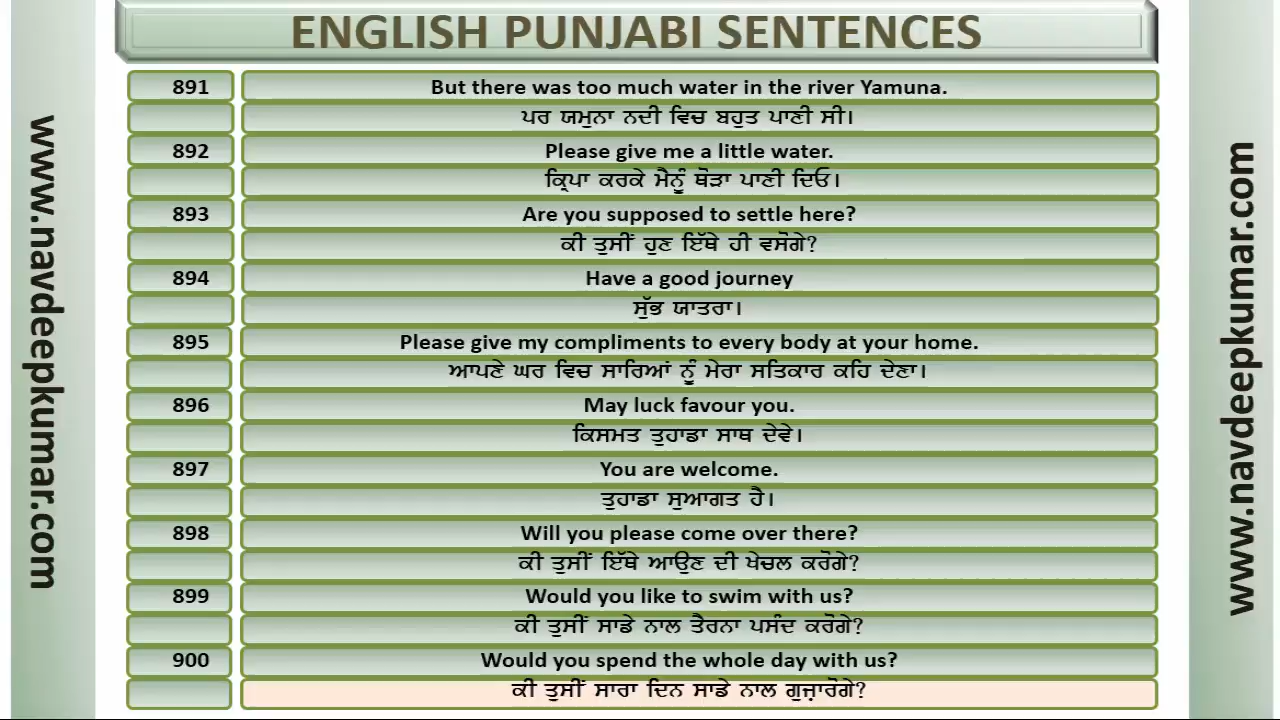 ENGLISH PUNJABI SENTENCES
www.navdeepkumar.com
891 But there was too much water in the river Yamuna.
ਪਰ ਯਮੁਨਾ ਨਦੀ ਵਿਚ ਬਹੁਤ ਪਾਣੀ ਸੀ।
892 Please give me a little water.
ਕ੍ਰਿਪਾ ਕਰਕੇ ਮੈਨੂੰ ਥੋੜਾ ਪਾਣੀ ਦਿਓ।
893 Are you supposed to settle here?
ਕੀ ਤੁਸੀਂ ਹੁਣ ਇੱਥੇ ਹੀ ਵਸੋਗੇ?
894 Have a good journey
ਸੁੱਭ ਯਾਤਰਾ।
895 Please give my compliments to every body at your home.
ਆਪਣੇ ਘਰ ਵਿਚ ਸਾਰਿਆਂ ਨੂੰ ਮੇਰਾ ਸਤਿਕਾਰ ਕਹਿ ਦੇਣਾ।
896 May luck favour you.
ਕਿਸਮਤ ਤੁਹਾਡਾ ਸਾਥ ਦੇਵੇ।
897 You are welcome.
ਤੁਹਾਡਾ ਸੁਆਗਤ ਹੈ।
898 Will you please come over there?
ਕੀ ਤੁਸੀਂ ਇੱਥੇ ਆਉਣ ਦੀ ਖੇਚਲ ਕਰੋਗੇ?
899 Would you like to swim with us?
ਕੀ ਤੁਸੀਂ ਸਾਡੇ ਨਾਲ ਤੈਰਨਾ ਪਸੰਦ ਕਰੋਗੇ?
900 Would you spend the whole day with us?
ਕੀ ਤੁਸੀਂ ਸਾਰਾ ਦਿਨ ਸਾਡੇ ਨਾਲ ਗੁਜ਼ਾਰੋਗੇ?
www.navdeepkumar.com